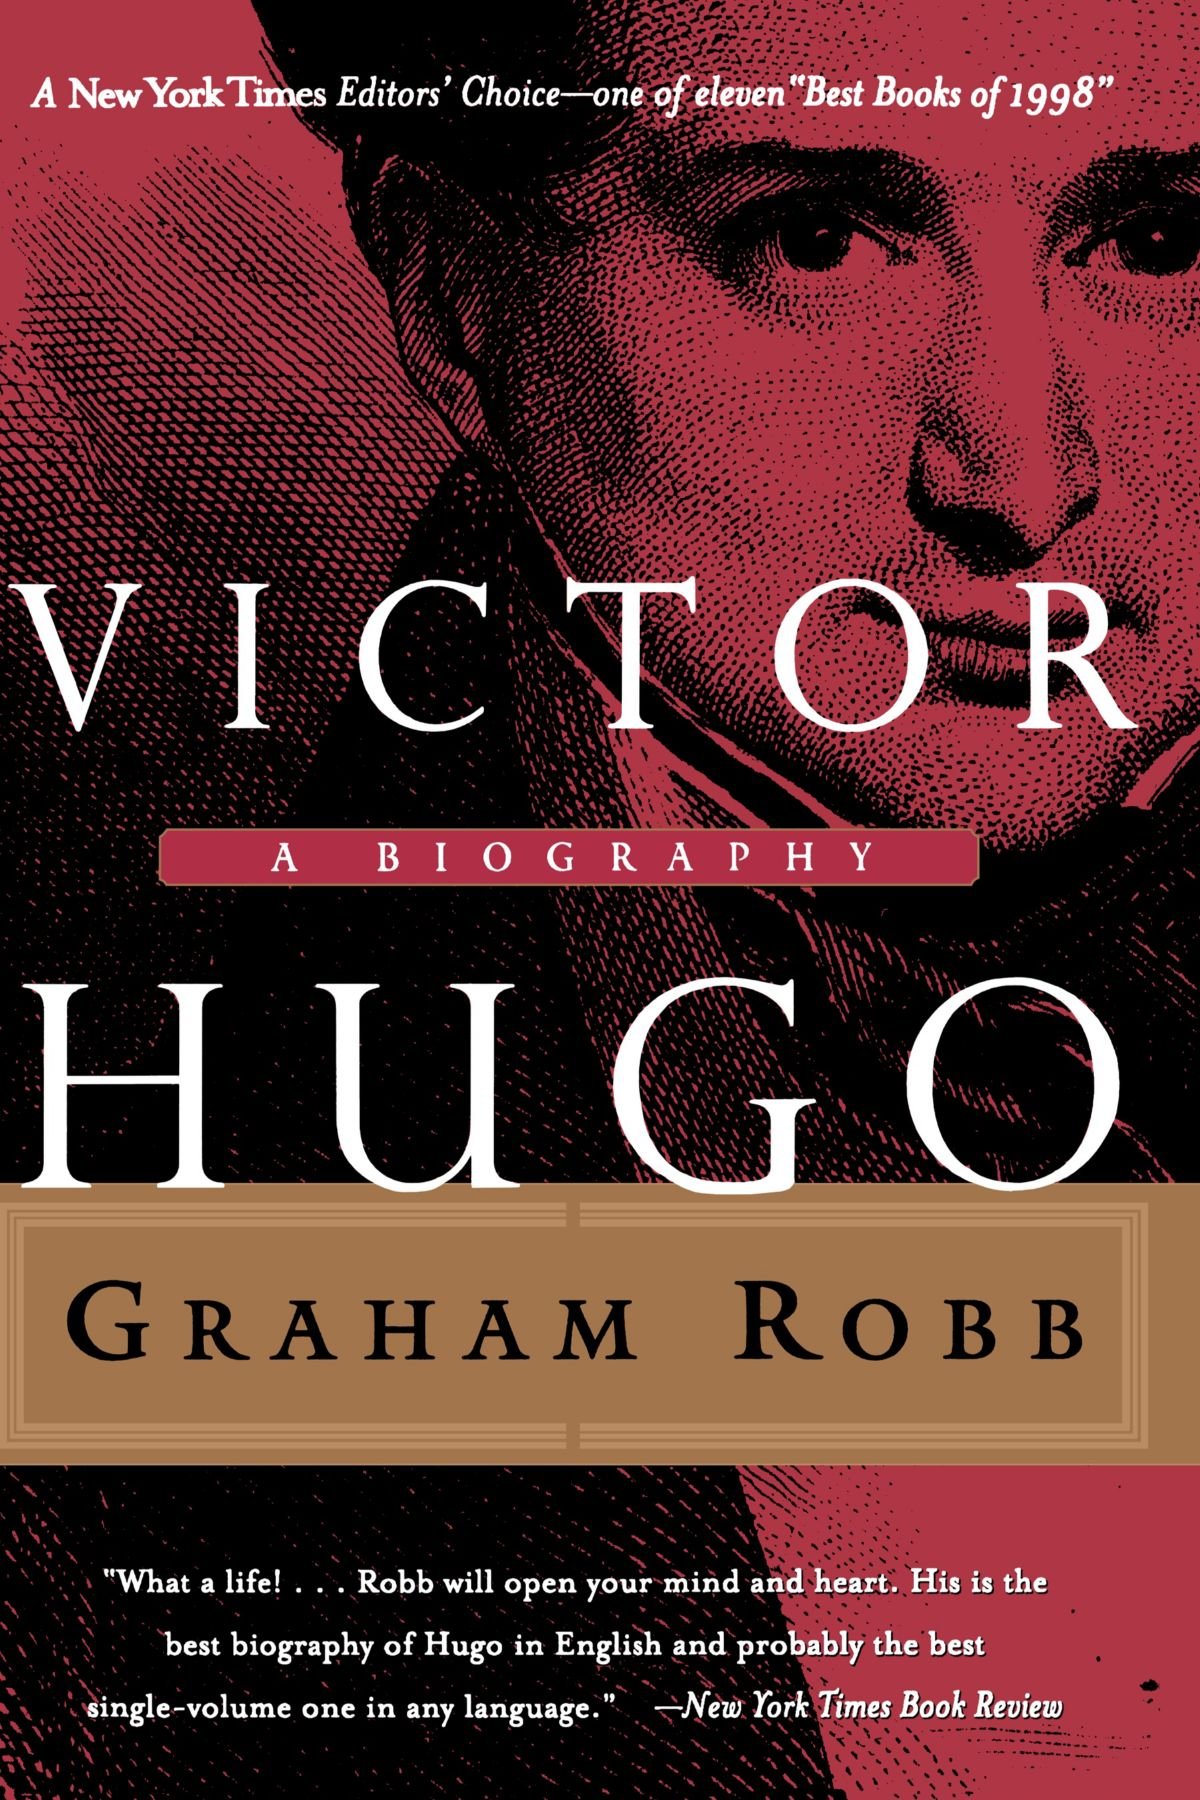 A New York Times Editors' Choice—one of eleven "Best Books of 1998"
VICTOR
A BIOGRAPHY
HUGO
GRAHAM ROBB
"What a life! . . . Robb will open your mind and heart. His is the
best biography of Hugo in English and probably the best
single-volume one in any language." —New York Times Book Review